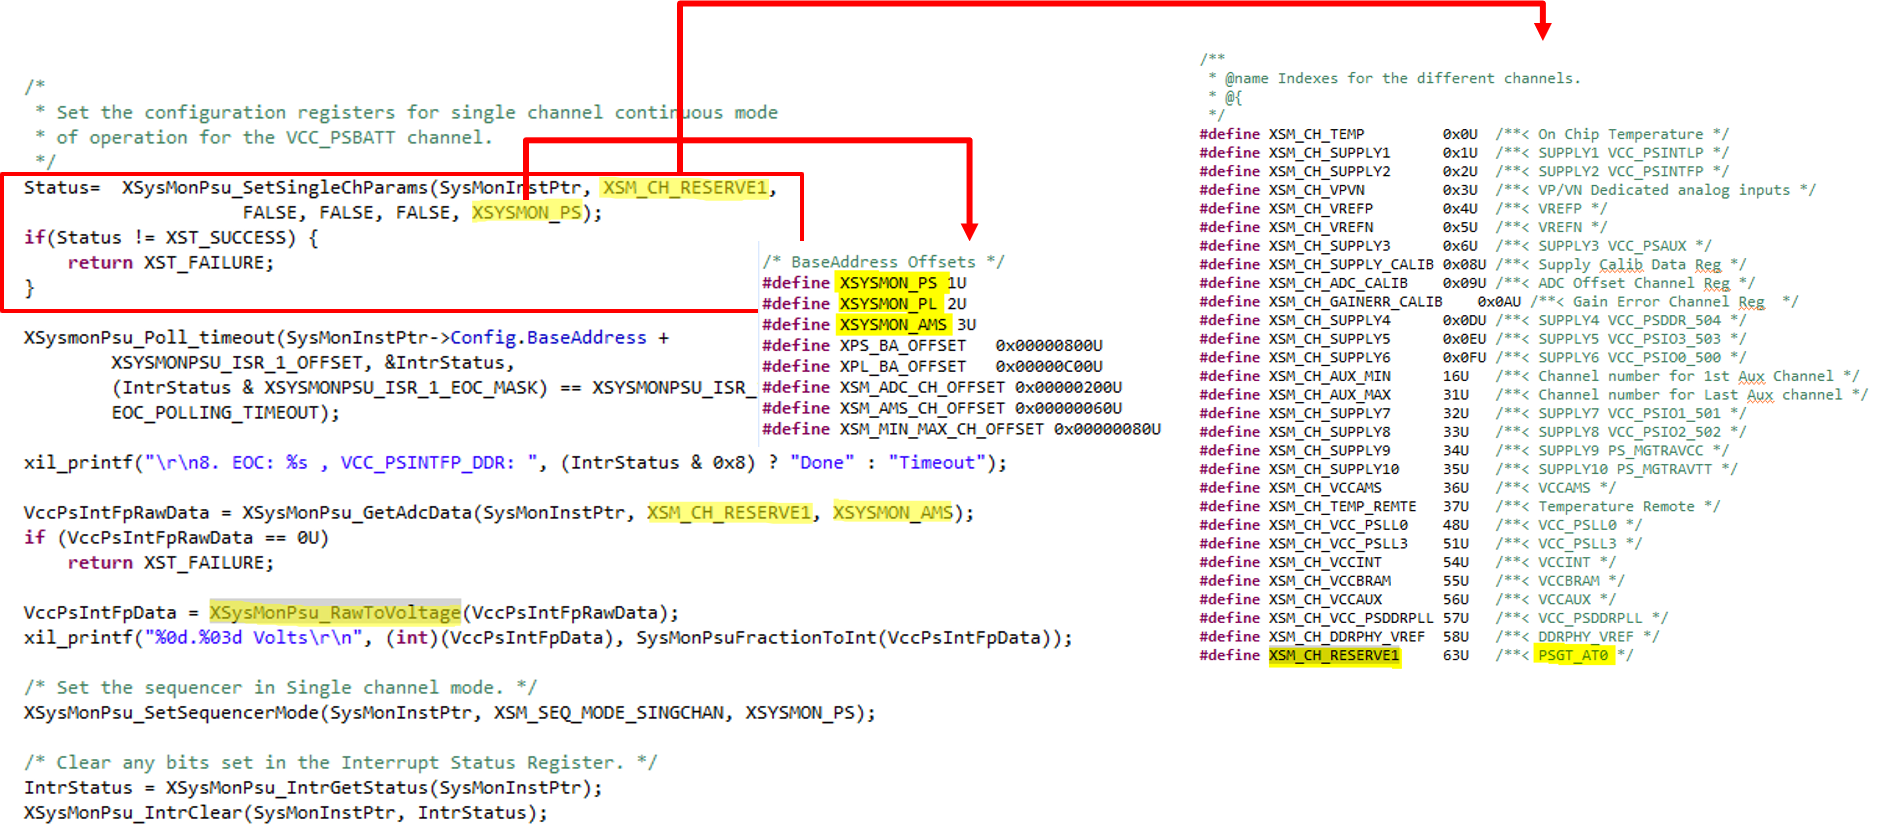 /*
 * Set the configuration registers for single channel continuous mode
 * of operation for the VCC_PSBATT channel.
 */
Status=  XSysMonPsu_SetSingleChParams(SysMonInstPtr, XSM_CH_RESERVE1,
FALSE, FALSE, FALSE, XSYSMON_PS);
if(Status != XST_SUCCESS) {
return XST_FAILURE;
}
XSysmonPsu_Poll_timeout(SysMonInstPtr->Config.BaseAddress +
XSYSMONPSU_ISR_1_OFFSET, &IntrStatus,
(IntrStatus & XSYSMONPSU_ISR_1_EOC_MASK) == XSYSMONPSU_ISR_
EOC_POLLING_TIMEOUT);
xil_printf("\r\n8. EOC: %s , VCC_PSINTFP_DDR: ", (IntrStatus & 0x8) ? "Done" : "Timeout");
VccPsIntFpRawData = XSysMonPsu_GetAdcData(SysMonInstPtr, XSM_CH_RESERVE1, XSYSMON_AMS);
if (VccPsIntFpRawData == 0U)
return XST_FAILURE;
VccPsIntFpData = XSysMonPsu_RawToVoltage(VccPsIntFpRawData);
xil_printf("%0d.%03d Volts\r\n", (int)(VccPsIntFpData), SysMonPsuFractionToInt(VccPsIntFpData));
/* Set the sequencer in Single channel mode. */
XSysMonPsu_SetSequencerMode(SysMonInstPtr, XSM_SEQ_MODE_SINGCHAN, XSYSMON_PS);
/* Clear any bits set in the Interrupt Status Register. */
IntrStatus = XSysMonPsu_IntrGetStatus(SysMonInstPtr);
XSysMonPsu_IntrClear(SysMonInstPtr, IntrStatus);
/* BaseAddress Offsets */
#define XSYSMON_PS 1U
#define XSYSMON_PL 2U
#define XSYSMON_AMS 3U
#define XPS_BA_OFFSET 0x00000800U
#define XPL_BA_OFFSET 0x00000C00U
#define XSM_ADC_CH_OFFSET 0x00000200U
#define XSM_AMS_CH_OFFSET 0x00000060U
#define XSM_MIN_MAX_CH_OFFSET 0x00000080U
/**
 * @name Indexes for the different channels.
 * @{
 */
#define XSM_CH_TEMP 0x0U /**< On Chip Temperature */
#define XSM_CH_SUPPLY1 0x1U /**< SUPPLY1 VCC_PSINTLP */
#define XSM_CH_SUPPLY2 0x2U /**< SUPPLY2 VCC_PSINTFP */
#define XSM_CH_VPVN 0x3U /**< VP/VN Dedicated analog inputs */
#define XSM_CH_VREFP 0x4U /**< VREFP */
#define XSM_CH_VREFN 0x5U /**< VREFN */
#define XSM_CH_SUPPLY3 0x6U /**< SUPPLY3 VCC_PSAUX */
#define XSM_CH_SUPPLY_CALIB 0x08U /**< Supply Calib Data Reg */
#define XSM_CH_ADC_CALIB 0x09U /**< ADC Offset Channel Reg */
#define XSM_CH_GAINERR_CALIB 0x0AU /**< Gain Error Channel Reg  */
#define XSM_CH_SUPPLY4 0x0DU /**< SUPPLY4 VCC_PSDDR_504 */
#define XSM_CH_SUPPLY5 0x0EU /**< SUPPLY5 VCC_PSIO3_503 */
#define XSM_CH_SUPPLY6 0x0FU /**< SUPPLY6 VCC_PSIO0_500 */
#define XSM_CH_AUX_MIN 16U /**< Channel number for 1st Aux Channel */
#define XSM_CH_AUX_MAX 31U /**< Channel number for Last Aux channel */
#define XSM_CH_SUPPLY7 32U /**< SUPPLY7 VCC_PSIO1_501 */
#define XSM_CH_SUPPLY8 33U /**< SUPPLY8 VCC_PSIO2_502 */
#define XSM_CH_SUPPLY9 34U /**< SUPPLY9 PS_MGTRAVCC */
#define XSM_CH_SUPPLY10 35U /**< SUPPLY10 PS_MGTRAVTT */
#define XSM_CH_VCCAMS 36U /**< VCCAMS */
#define XSM_CH_TEMP_REMTE 37U /**< Temperature Remote */
#define XSM_CH_VCC_PSLL0 48U /**< VCC_PSLL0 */
#define XSM_CH_VCC_PSLL3 51U /**< VCC_PSLL3 */
#define XSM_CH_VCCINT 54U /**< VCCINT */
#define XSM_CH_VCCBRAM 55U /**< VCCBRAM */
#define XSM_CH_VCCAUX 56U /**< VCCAUX */
#define XSM_CH_VCC_PSDDRPLL 57U /**< VCC_PSDDRPLL */
#define XSM_CH_DDRPHY_VREF 58U /**< DDRPHY_VREF */
#define XSM_CH_RESERVE1 63U /**< PSGT_AT0 */